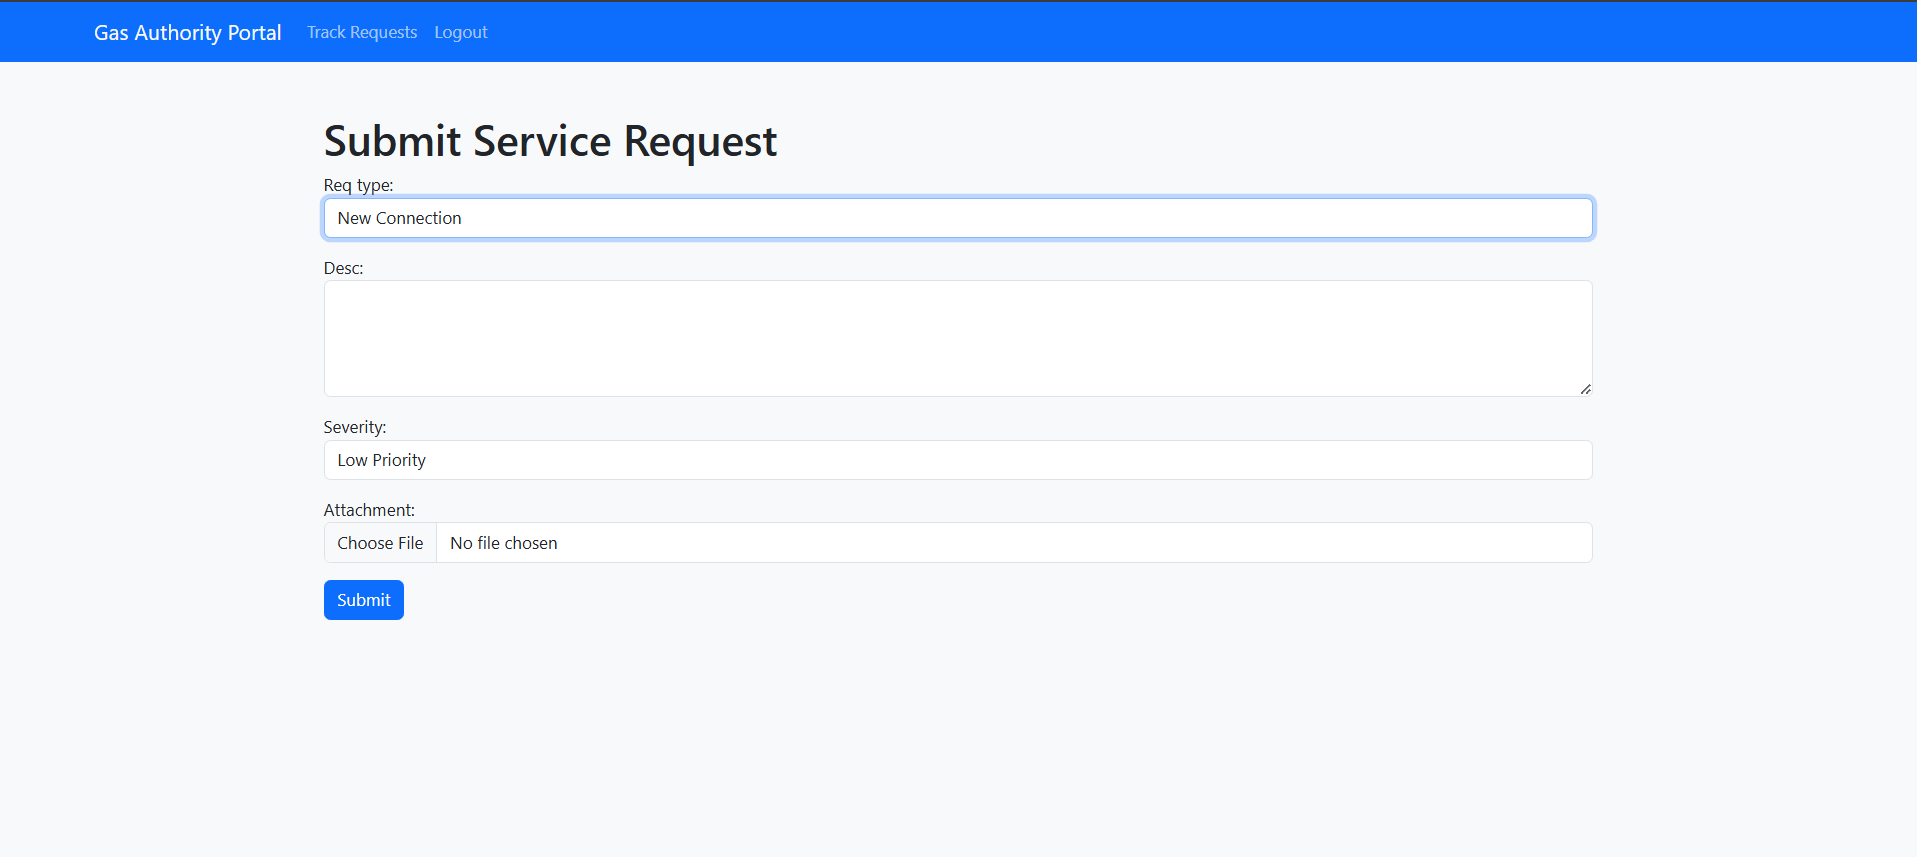 Gas Authority Portal Track Requests Logout
Submit Service Request
Req type:
New Connection
Desc:
Severity:
Low Priority
Attachment:
Choose File No file chosen
Submit